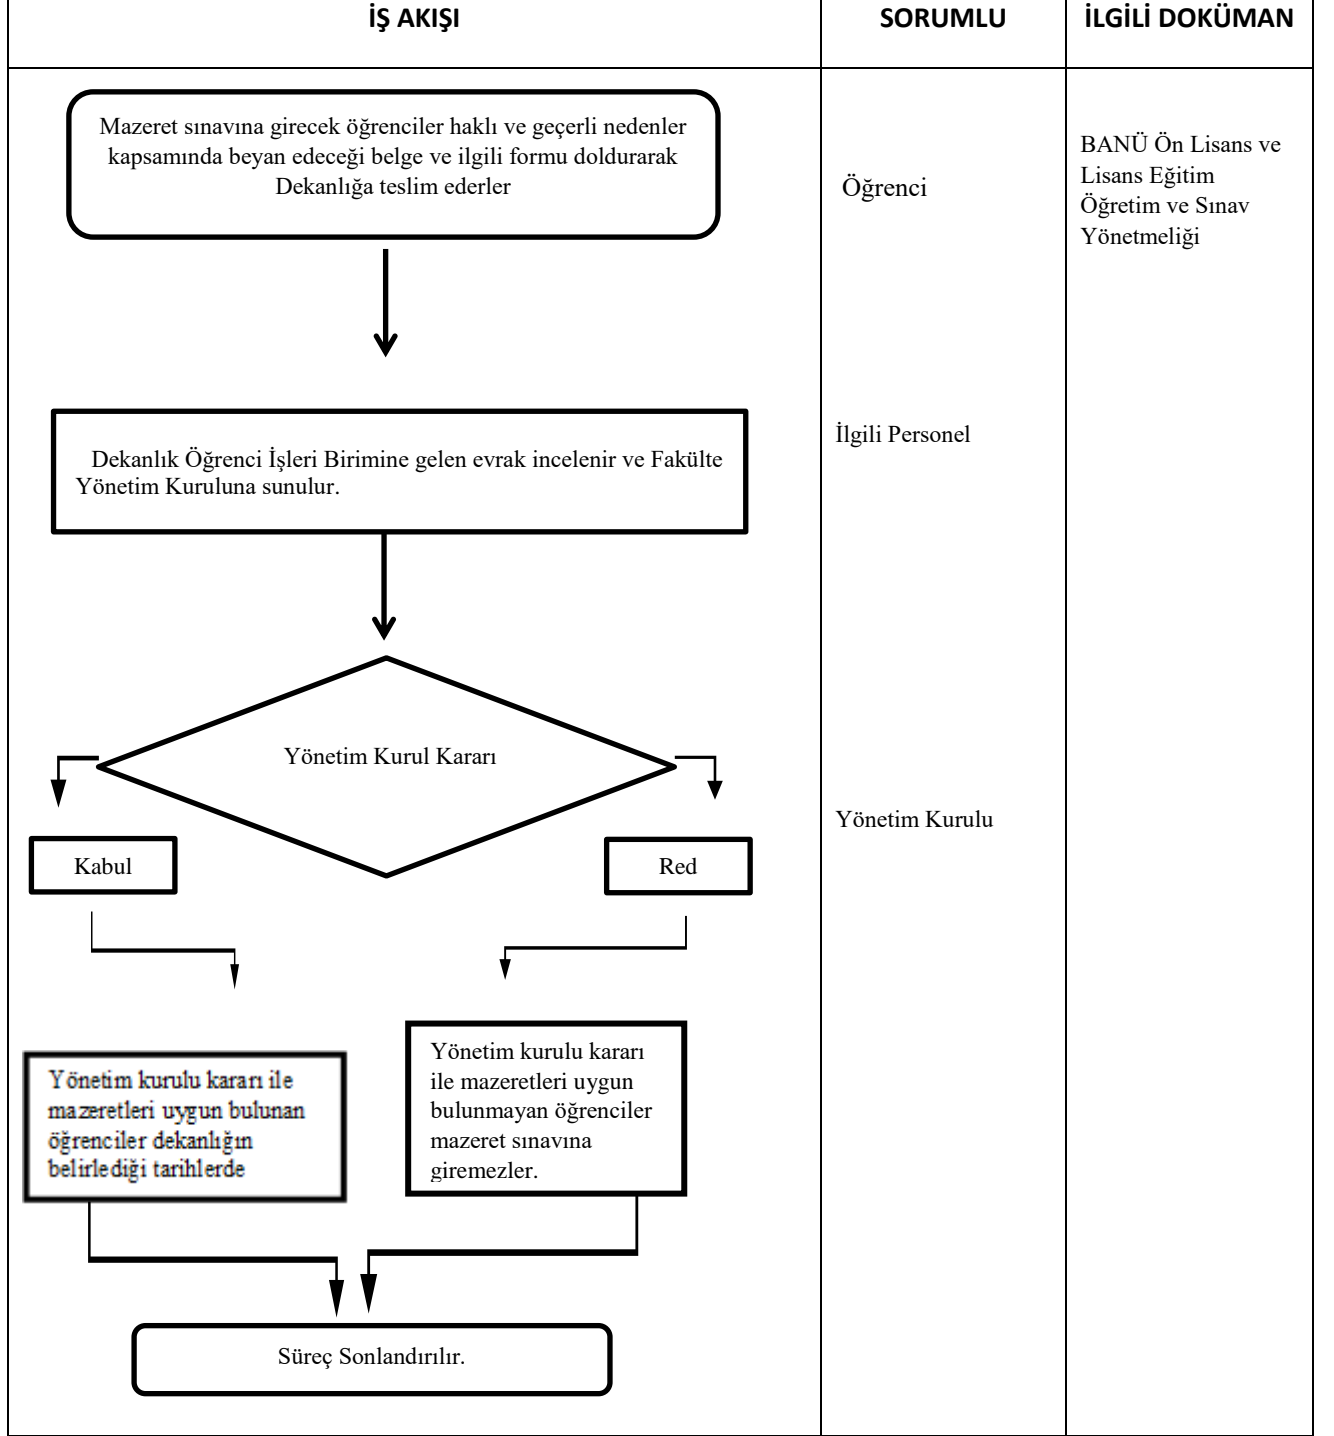 İŞ AKIŞI
SORUMLU
İLGİLİ DOKÜMAN
Mazeret sınavına girecek öğrenciler haklı ve geçerli nedenler
kapsamında beyan edeceği belge ve ilgili formu doldurarak
Dekanlığa teslim ederler
Öğrenci
BANÜ Ön Lisans ve
Lisans Eğitim
Öğretim ve Sınav
Yönetmeliği
Dekanlık Öğrenci İşleri Birimine gelen evrak incelenir ve Fakülte
Yönetim Kuruluna sunulur.
İlgili Personel
Yönetim Kurul Kararı
Yönetim Kurulu
Kabul
Red
Yönetim kurulu kararı ile
mazeretleri uygun bulunan
öğrenciler dekanlığın
belirlediği tarihlerde
Yönetim kurulu kararı
ile mazeretleri uygun
bulunmayan öğrenciler
mazeret sınavına
giremezler.
Süreç Sonlandırılır.